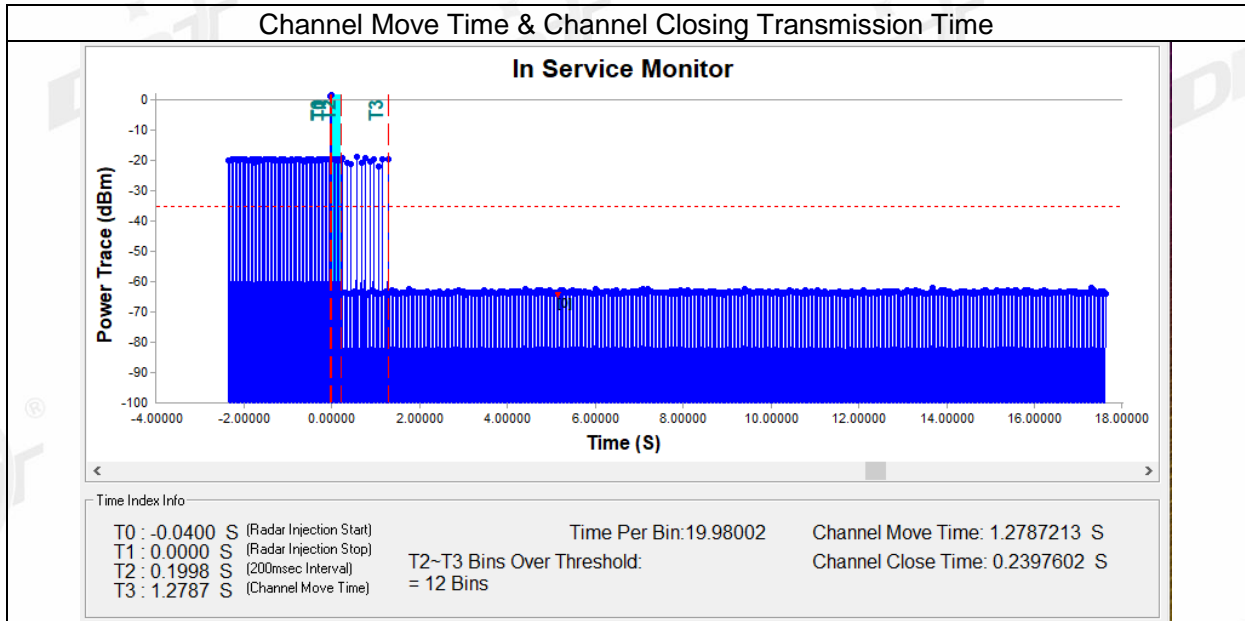 Channel Move Time & Channel Closing Transmission Time
In Service Monitor
T3
Power Trace (dBm)
0
-10
-20
-30
-40
-50
-60
-70
-80
-90
-100
-4.00000 -2.00000 0.00000 2.00000 4.00000 6.00000 8.00000 10.00000 12.00000 14.00000 16.00000 18.00000
Time (S)
Time Index Info
T0 : -0.0400 S (Radar Injection Start)
T1 : 0.0000 S (Radar Injection Stop)
T2 : 0.1998 S (200msec Interval)
T3 : 1.2787 S (Channel Move Time)
Time Per Bin:19.98002
T2~T3 Bins Over Threshold:
= 12 Bins
Channel Move Time: 1.2787213 S
Channel Close Time: 0.2397602 S